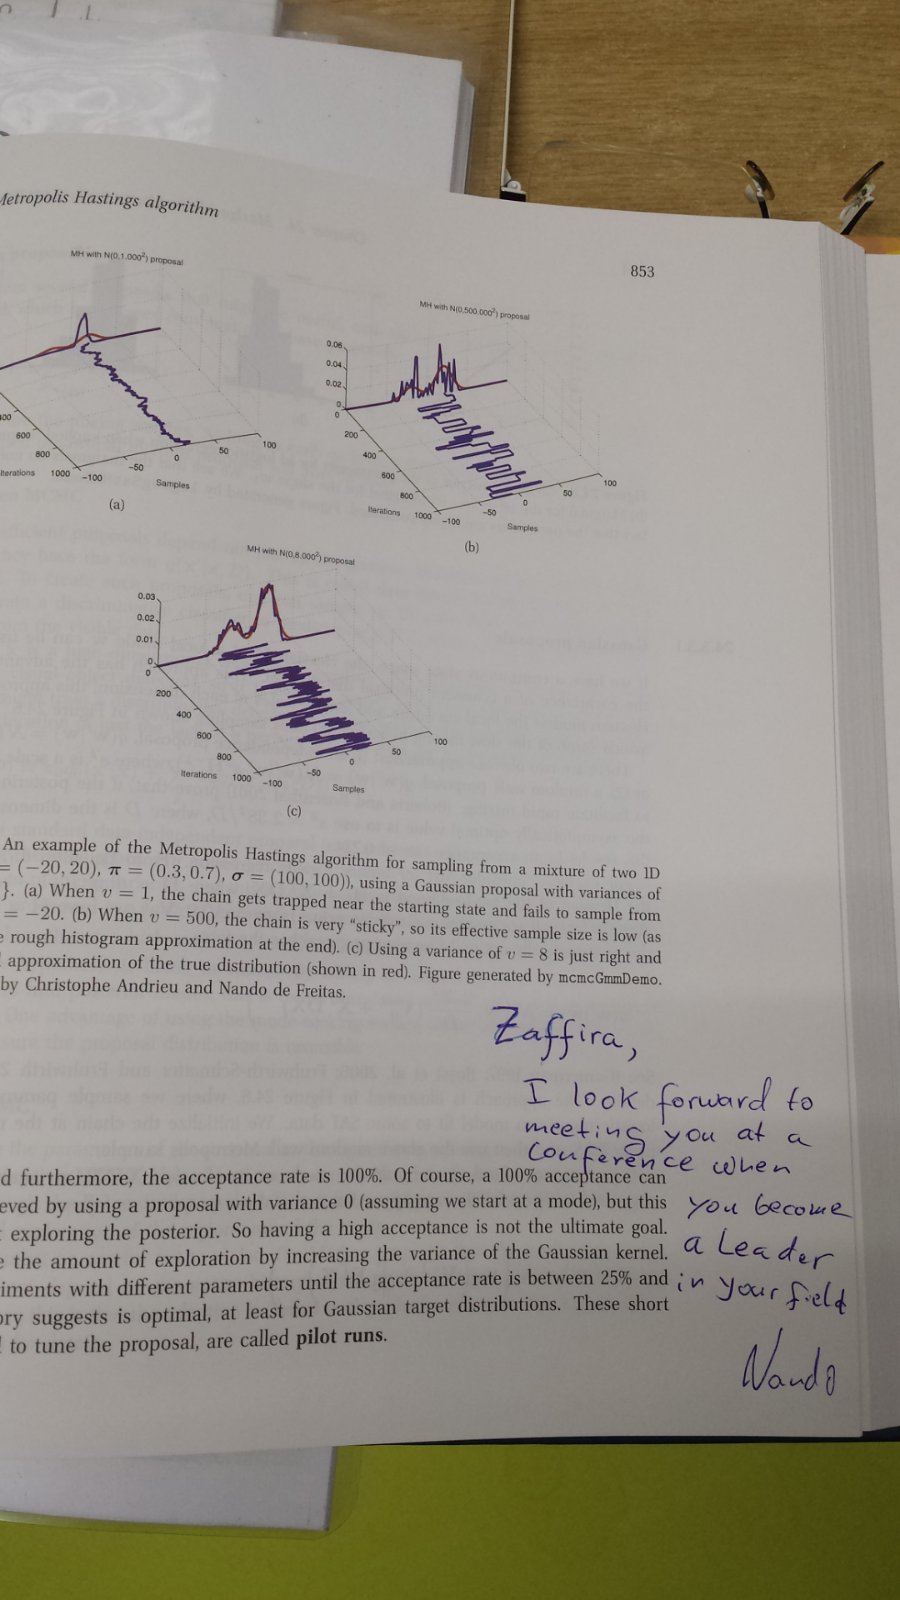 Metropolis Hastings algorithm
853
MH with N(0,1.000²) proposal
600
800
Iterations 1000
−100
−50
0
50
100
Samples
(a)
MH with N(0,500.000²) proposal
0.06
0.04
0.02
0
0
200
400
600
800
Iterations 1000
−100
−50
0
50
100
Samples
(b)
MH with N(0,8.000²) proposal
0.03
0.02
0.01
0
0
200
400
600
800
Iterations 1000
−100
−50
0
50
100
Samples
(c)
An example of the Metropolis Hastings algorithm for sampling from a mixture of two 1D
= (−20, 20), π = (0.3, 0.7), σ = (100, 100)), using a Gaussian proposal with variances of
}. (a) When v = 1, the chain gets trapped near the starting state and fails to sample from
= −20. (b) When v = 500, the chain is very “sticky”, so its effective sample size is low (as
rough histogram approximation at the end). (c) Using a variance of v = 8 is just right and
approximation of the true distribution (shown in red). Figure generated by mcmcGmmDemo.
by Christophe Andrieu and Nando de Freitas.
Zaffira,
I look forward to
meeting you at a
conference when
you become
a leader
in your field
Nando
d furthermore, the acceptance rate is 100%. Of course, a 100% acceptance can
eved by using a proposal with variance 0 (assuming we start at a mode), but this
exploring the posterior. So having a high acceptance is not the ultimate goal.
the amount of exploration by increasing the variance of the Gaussian kernel.
iments with different parameters until the acceptance rate is between 25% and
ory suggests is optimal, at least for Gaussian target distributions. These short
to tune the proposal, are called pilot runs.